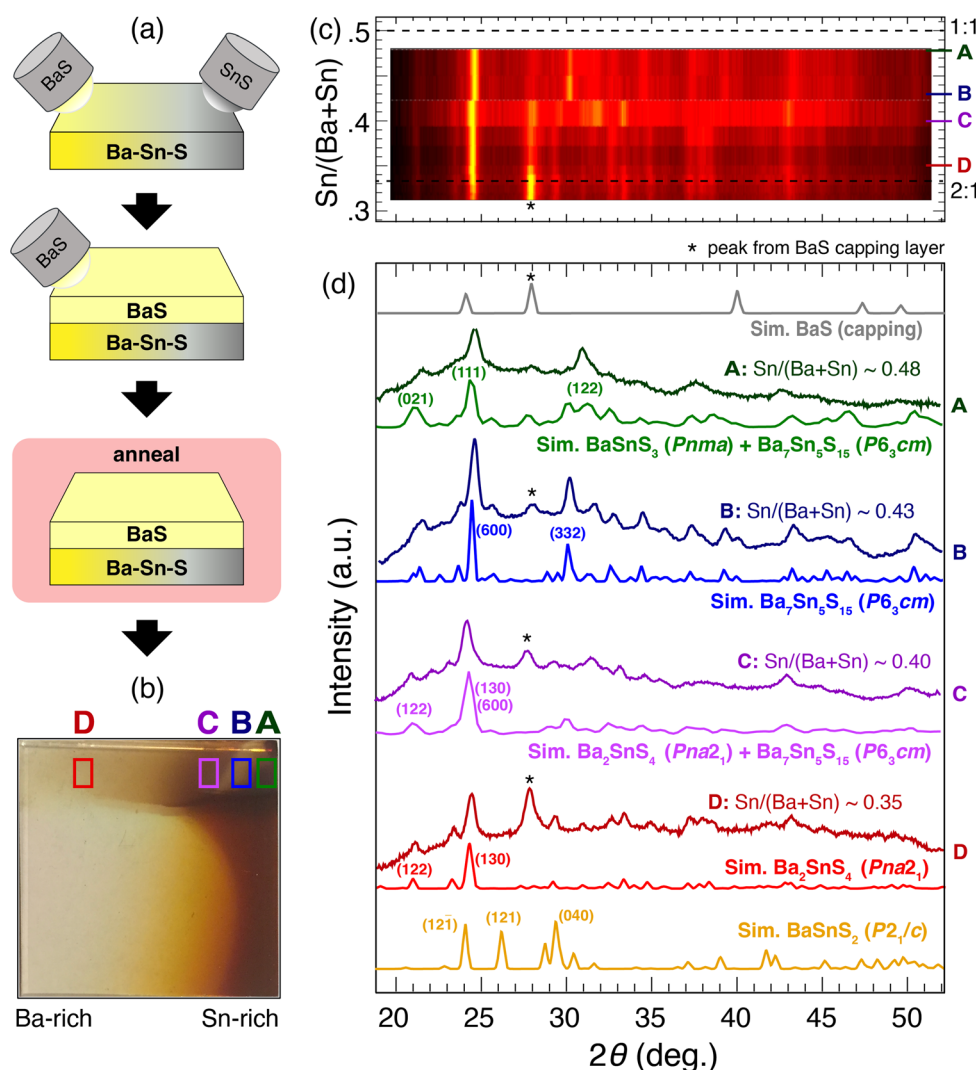 (a)
BaS
SnS
Ba-Sn-S
BaS
BaS
Ba-Sn-S
anneal
BaS
Ba-Sn-S
(b)
D C B A
Ba-rich Sn-rich
(c)
Sn/(Ba+Sn)
.5
.4
.3
1:1
A
B
C
D
2:1
*
* peak from BaS capping layer
(d)
Intensity (a.u.)
*
Sim. BaS (capping)
A: Sn/(Ba+Sn) ~ 0.48
(021) (111) (122)
A
Sim. BaSnS₃ (Pnma) + Ba₇Sn₅S₁₅ (P6₃cm)
*
B: Sn/(Ba+Sn) ~ 0.43
(600) (332)
B
Sim. Ba₇Sn₅S₁₅ (P6₃cm)
*
C: Sn/(Ba+Sn) ~ 0.40
(122) (130)
(600)
C
Sim. Ba₂SnS₄ (Pna2₁) + Ba₇Sn₅S₁₅ (P6₃cm)
*
D: Sn/(Ba+Sn) ~ 0.35
(122) (130)
D
Sim. Ba₂SnS₄ (Pna2₁)
(121̄) (121) (040)
Sim. BaSnS₂ (P2₁/c)
20 25 30 35 40 45 50
2θ (deg.)